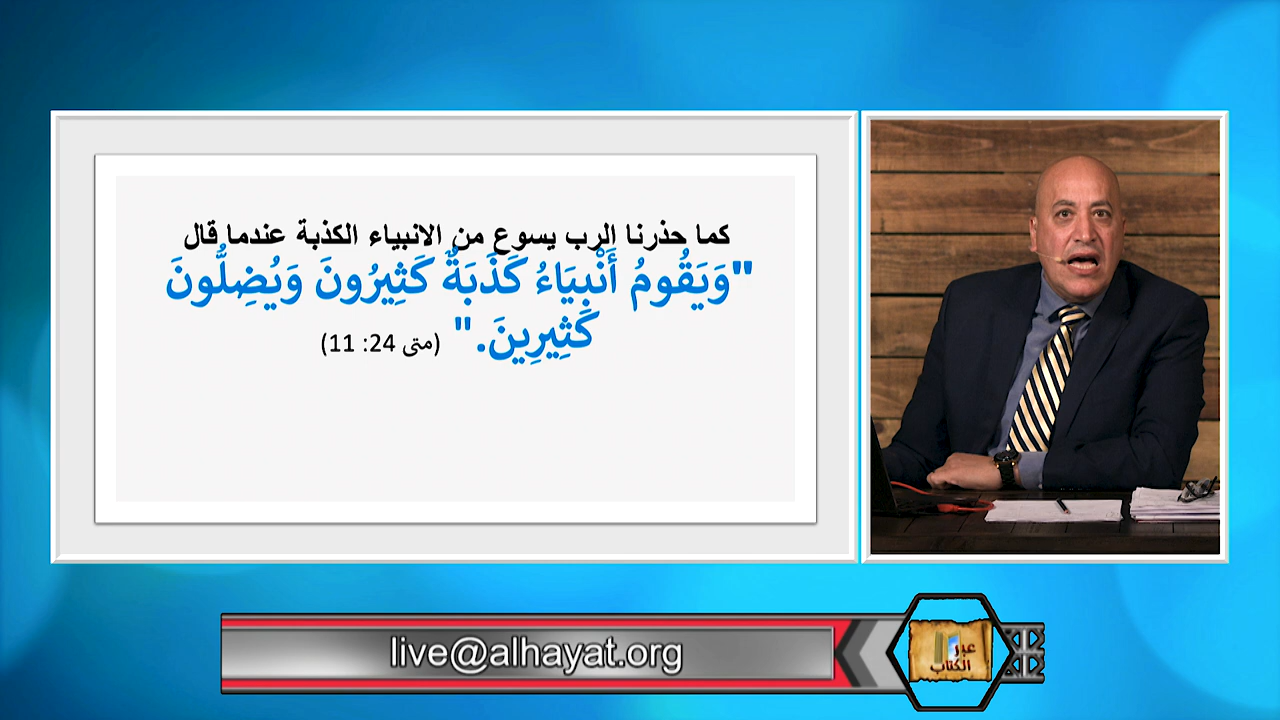 كما حذرنا الرب يسوع من الانبياء الكذبة عندما قال
"وَيَقُومُ أَنْبِيَاءُ كَذَبَةٌ كَثِيرُونَ وَيُضِلُّونَ
كَثِيرِينَ." (متى 24: 11)
live@alhayat.org
عبر
الكتاب